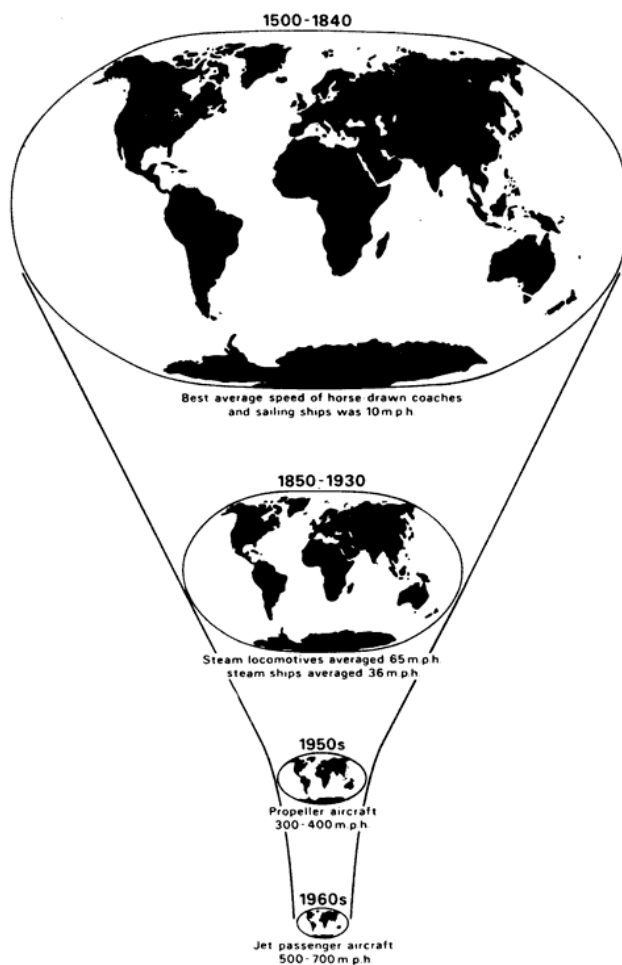 1500-1840
Best average speed of horse drawn coaches
and sailing ships was 10 m.p.h
1850-1930
Steam locomotives averaged 65 m.p.h.
steam ships averaged 36 m.p.h.
1950s
Propeller aircraft
300-400 m.p.h.
1960s
Jet passenger aircraft
500-700 m.p.h